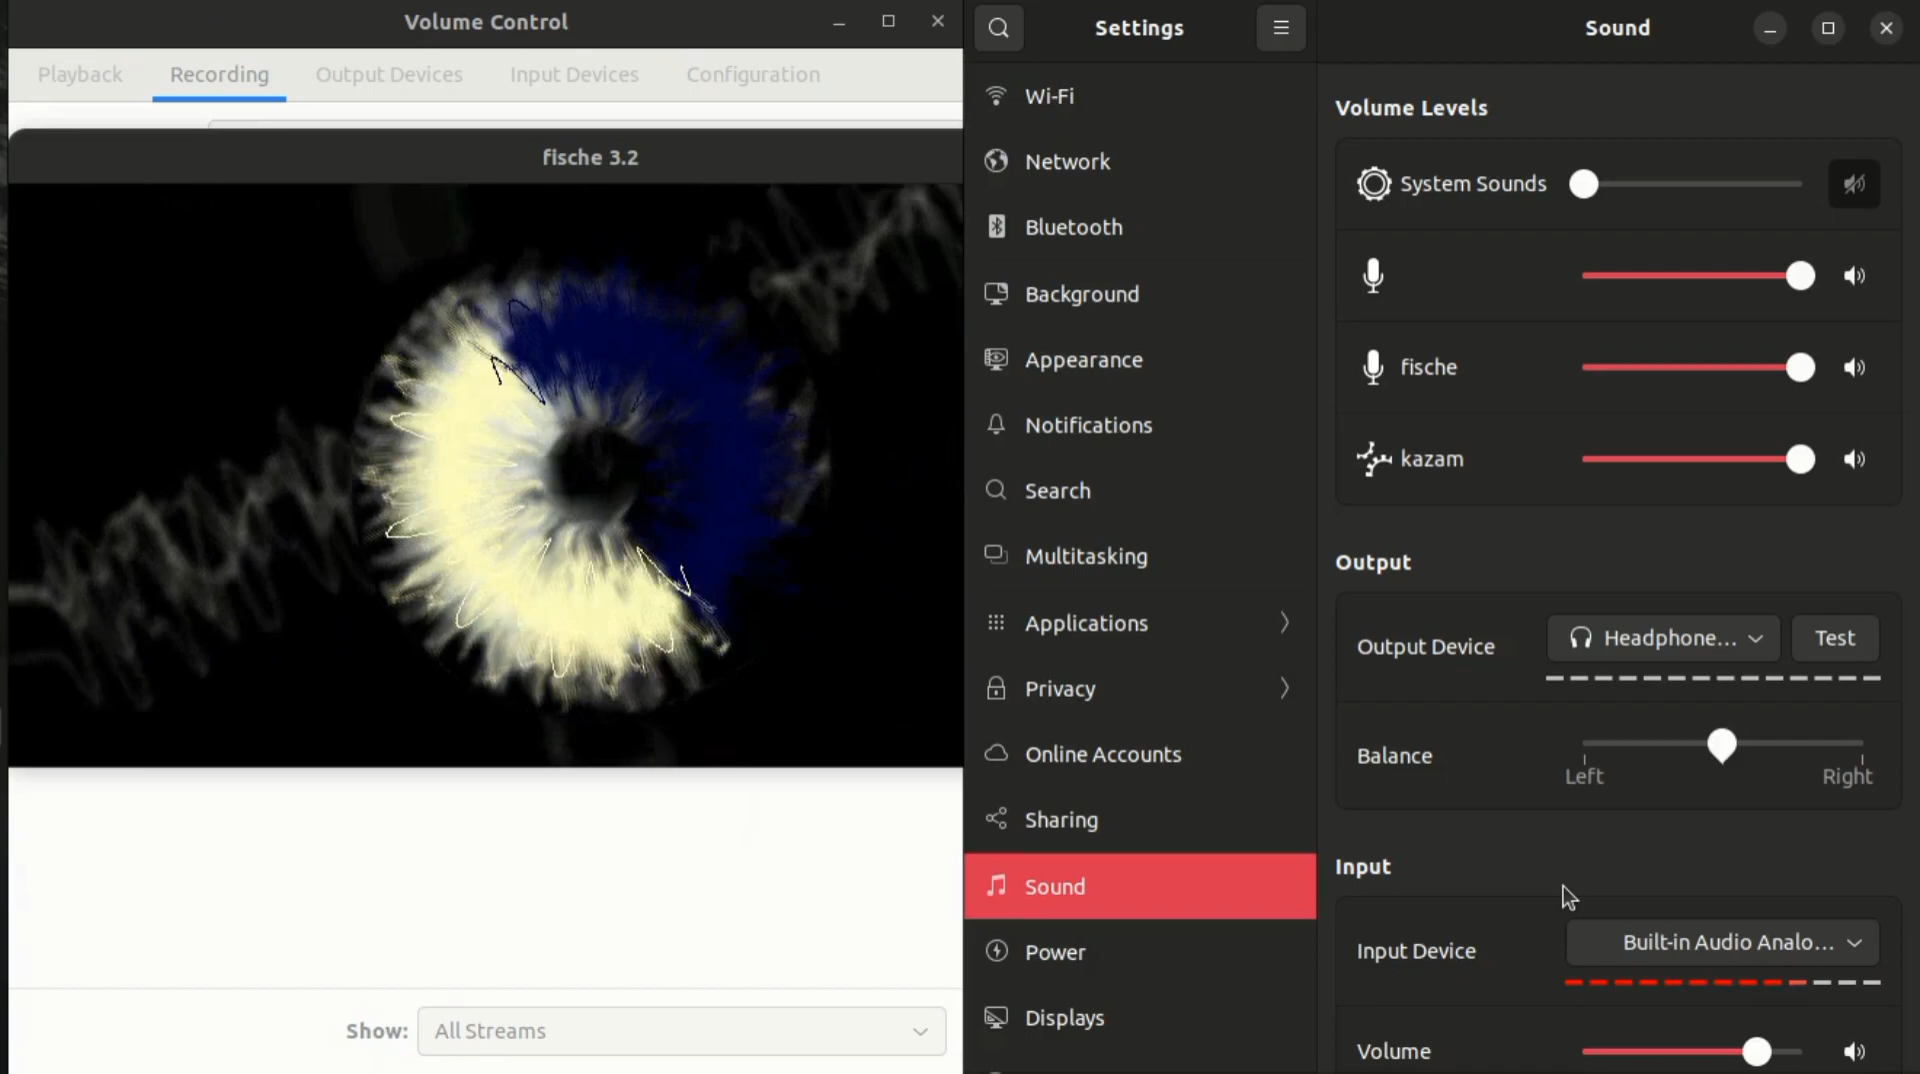 Volume Control
Playback Recording Output Devices Input Devices Configuration
fische 3.2
Show: All Streams
Settings
Wi-Fi
Network
Bluetooth
Background
Appearance
Notifications
Search
Multitasking
Applications
Privacy
Online Accounts
Sharing
Sound
Power
Displays
Sound
Volume Levels
System Sounds
fische
kazam
Output
Output Device Headphone... Test
Balance
Left Right
Input
Input Device Built-in Audio Analo...
Volume